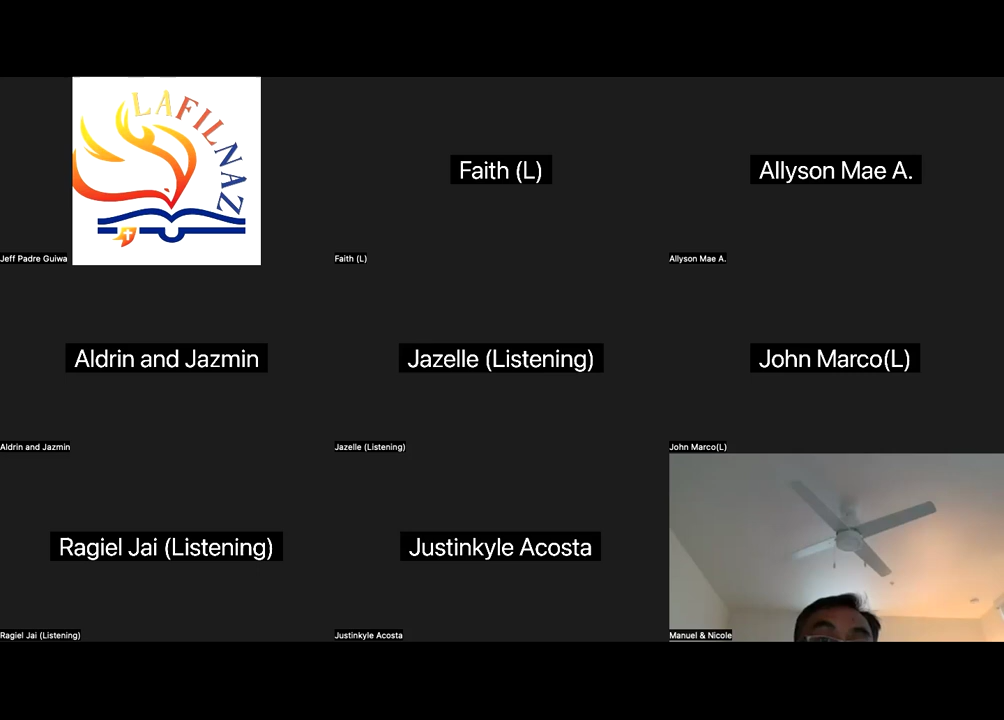 LAFILNAZ
Jeff Padre Guiwa
Faith (L)
Faith (L)
Allyson Mae A.
Allyson Mae A.
Aldrin and Jazmin
Aldrin and Jazmin
Jazelle (Listening)
Jazelle (Listening)
John Marco(L)
John Marco(L)
Ragiel Jai (Listening)
Ragiel Jai (Listening)
Justinkyle Acosta
Justinkyle Acosta
Manuel & Nicole